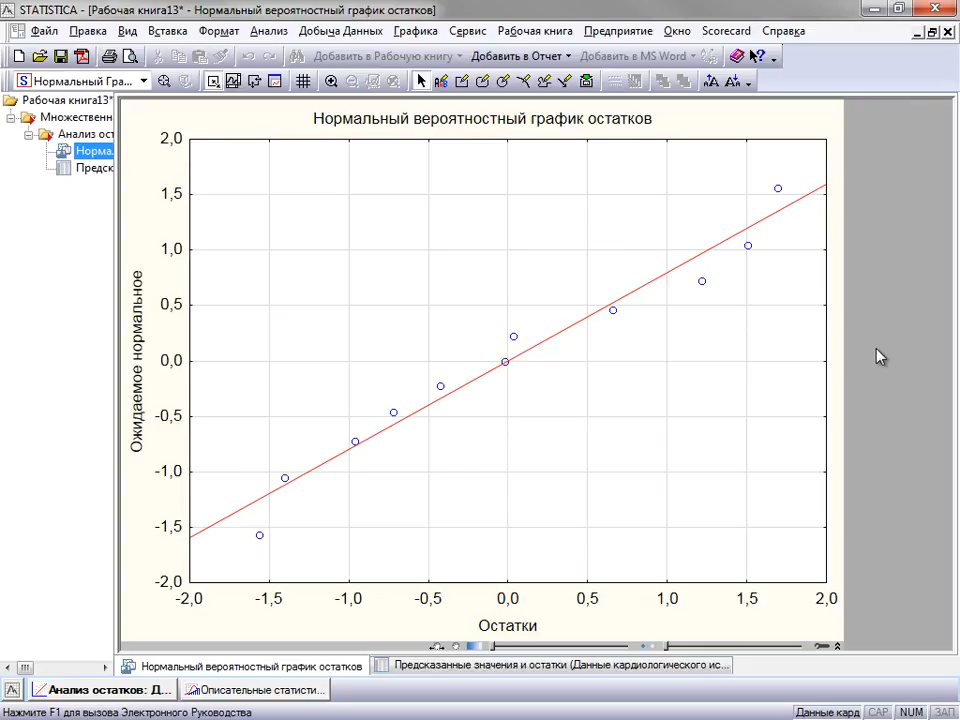 STATISTICA - [Рабочая книга13* - Нормальный вероятностный график остатков]
Файл Правка Вид Вставка Формат Анализ Добыча Данных Графика Сервис Рабочая книга Предприятие Окно Scorecard Справка
Добавить в Рабочую книгу Добавить в Отчет Добавить в MS Word
Нормальный Гра...
Рабочая книга13*
Множественн
Анализ ост
Норма.
Предск
Нормальный вероятностный график остатков
2,0
1,5
1,0
0,5
0,0
-0,5
-1,0
-1,5
-2,0
Ожидаемое нормальное
-2,0 -1,5 -1,0 -0,5 0,0 0,5 1,0 1,5 2,0
Остатки
Нормальный вероятностный график остатков Предсказанные значения и остатки (Данные кардиологического ис...
Анализ остатков: Д... Описательные статисти...
Нажмите F1 для вызова Электронного Руководства Данные кард CAP NUM ЗАП